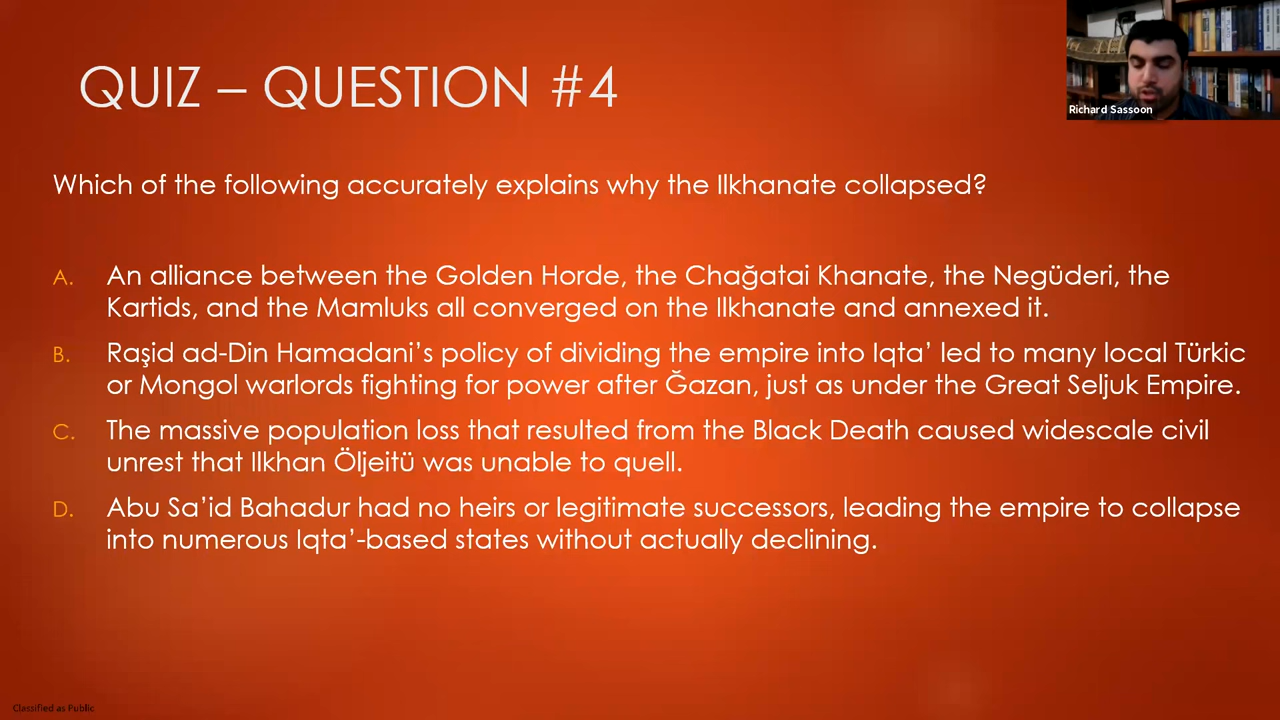 QUIZ – QUESTION #4
Richard Sassoon
Which of the following accurately explains why the Ilkhanate collapsed?
A. An alliance between the Golden Horde, the Chağatai Khanate, the Negüderi, the
Kartids, and the Mamluks all converged on the Ilkhanate and annexed it.
B. Raşid ad-Din Hamadani’s policy of dividing the empire into Iqta’ led to many local Türkic
or Mongol warlords fighting for power after Ğazan, just as under the Great Seljuk Empire.
C. The massive population loss that resulted from the Black Death caused widescale civil
unrest that Ilkhan Öljeitü was unable to quell.
D. Abu Sa’id Bahadur had no heirs or legitimate successors, leading the empire to collapse
into numerous Iqta’-based states without actually declining.
Classified as Public